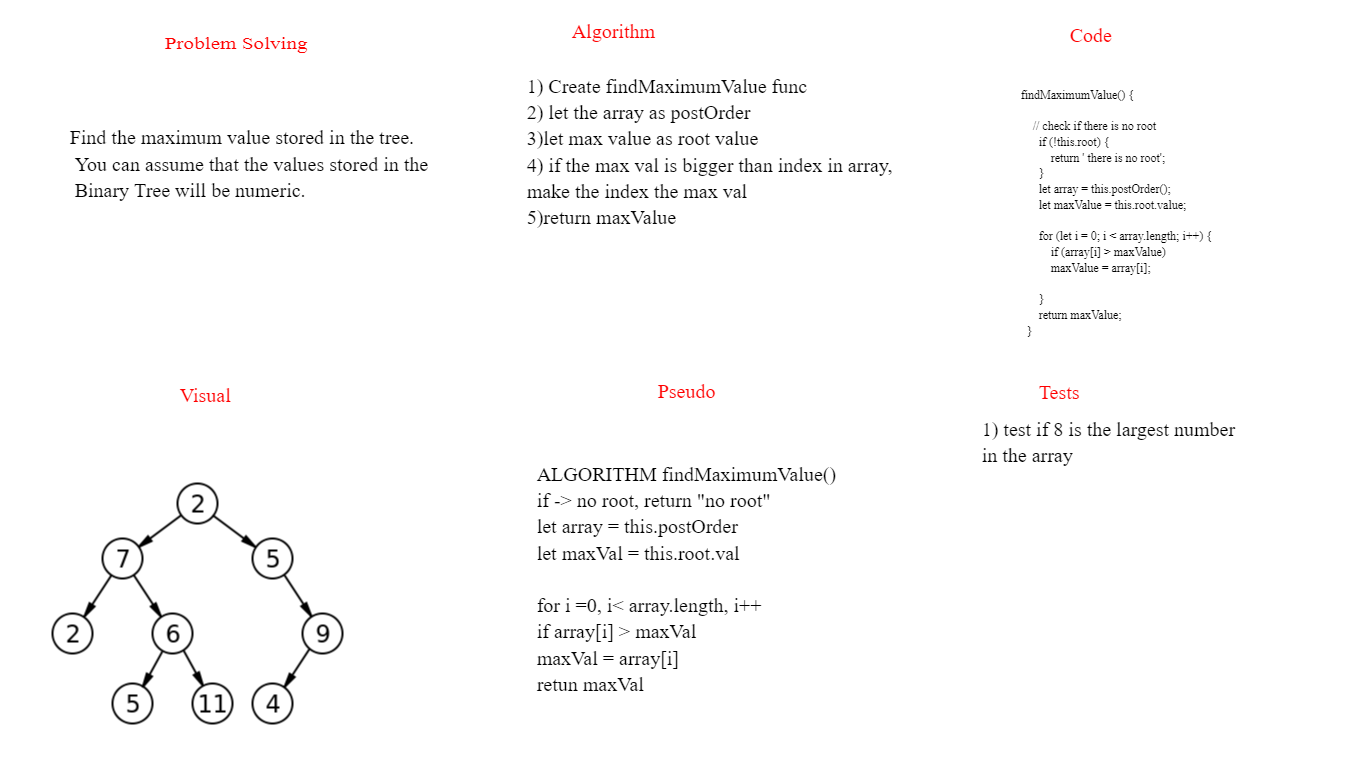 Problem Solving
Find the maximum value stored in the tree.
You can assume that the values stored in the
Binary Tree will be numeric.
Algorithm
1) Create findMaximumValue func
2) let the array as postOrder
3)let max value as root value
4) if the max val is bigger than index in array,
make the index the max val
5)return maxValue
Code
findMaximumValue() {
// check if there is no root
if (!this.root) {
return ' there is no root';
}
let array = this.postOrder();
let maxValue = this.root.value;
for (let i = 0; i < array.length; i++) {
if (array[i] > maxValue)
maxValue = array[i];
}
return maxValue;
}
Visual
2
7 5
2 6 9
5 11 4
Pseudo
ALGORITHM findMaximumValue()
if -> no root, return "no root"
let array = this.postOrder
let maxVal = this.root.val
for i =0, i< array.length, i++
if array[i] > maxVal
maxVal = array[i]
retun maxVal
Tests
1) test if 8 is the largest number
in the array